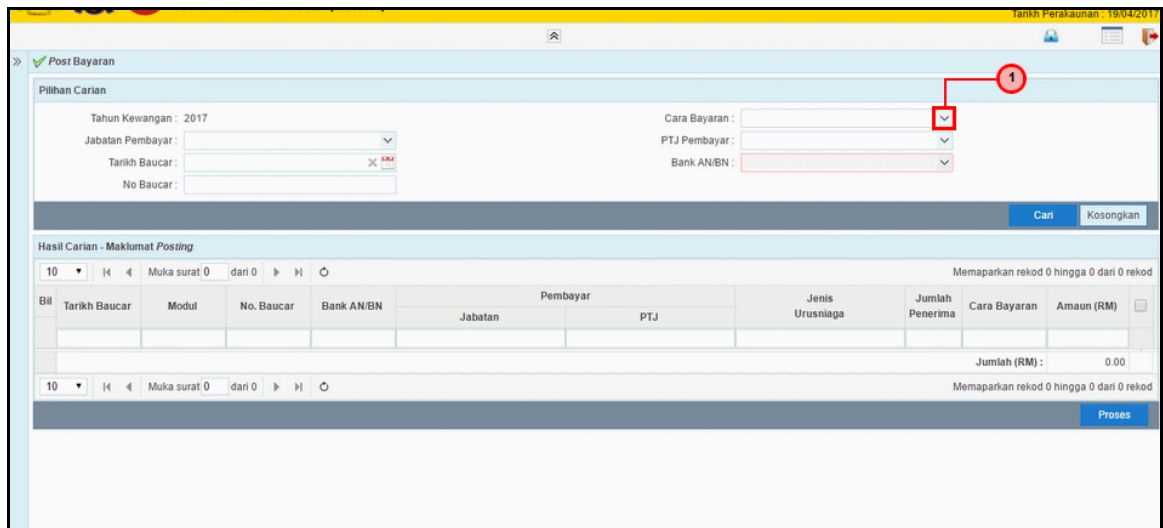 Tarikh Perakaunan : 19/04/2017
Post Bayaran
1
Pilihan Carian
Tahun Kewangan : 2017
Cara Bayaran :
Jabatan Pembayar :
PTJ Pembayar :
Tarikh Baucar :
Bank AN/BN :
No Baucar :
Cari Kosongkan
Hasil Carian - Maklumat Posting
10 Muka surat 0 dari 0 Memaparkan rekod 0 hingga 0 dari 0 rekod
Bil Tarikh Baucar Modul No. Baucar Bank AN/BN Pembayar Jenis Urusniaga Jumlah Penerima Cara Bayaran Amaun (RM)
Jabatan PTJ
Jumlah (RM) : 0.00
10 Muka surat 0 dari 0 Memaparkan rekod 0 hingga 0 dari 0 rekod
Proses